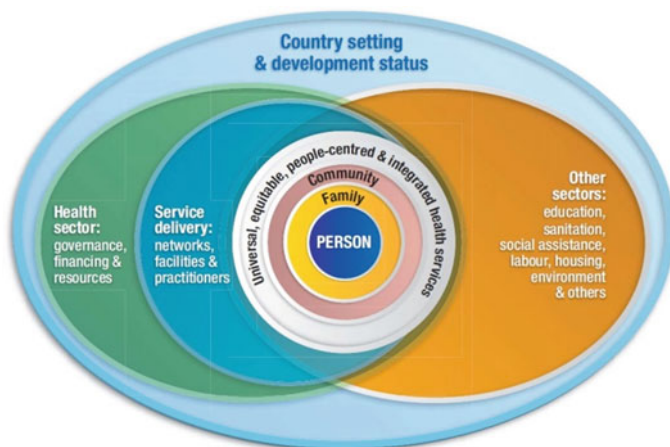 Country setting
& development status
Health
sector:
governance,
financing &
resources
Service
delivery:
networks,
facilities &
practitioners
Universal, equitable, people-centred & integrated health services
Community
Family
PERSON
Other
sectors:
education,
sanitation,
social assistance,
labour, housing,
environment
& others